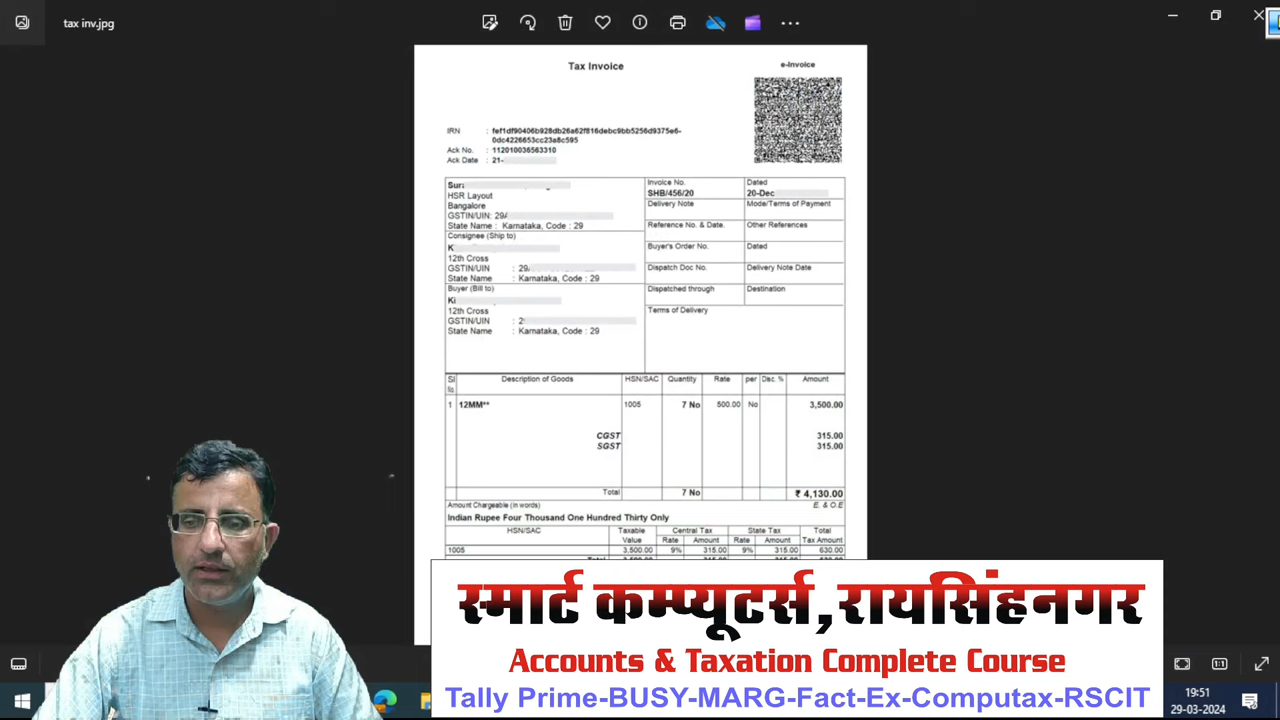 tax inv.jpg
Tax Invoice
e-Invoice
IRN : fef1df90406b928db26a62f816debc9bb5256d9375e6-
0dc4226653cc23a8c595
Ack No. : 112010036563310
Ack Date : 21-
HSR Layout
Bangalore
GSTIN/UIN: 29
State Name : Karnataka, Code : 29
Consignee (Ship to)
K
12th Cross
GSTIN/UIN : 29
State Name : Karnataka, Code : 29
Buyer (Bill to)
Ki
12th Cross
GSTIN/UIN : 2
State Name : Karnataka, Code : 29
Invoice No. Dated
SHB/456/20 20-Dec
Delivery Note Mode/Terms of Payment
Reference No. & Date. Other References
Buyer's Order No. Dated
Dispatch Doc No. Delivery Note Date
Dispatched through Destination
Terms of Delivery
Sl No. Description of Goods HSN/SAC Quantity Rate per Disc. % Amount
1 12MM** 1005 7 No 500.00 No 3,500.00
CGST 315.00
SGST 315.00
Total 7 No ₹ 4,130.00
Amount Chargeable (in words) E. & O.E
Indian Rupee Four Thousand One Hundred Thirty Only
HSN/SAC Taxable Central Tax State Tax Total
Value Rate Amount Rate Amount Tax Amount
1005 3,500.00 9% 315.00 9% 315.00 630.00
स्मार्ट कम्प्यूटर्स,रायसिंहनगर
Accounts & Taxation Complete Course
Tally Prime-BUSY-MARG-Fact-Ex-Computax-RSCIT
1:1
19:51
29-03-2024